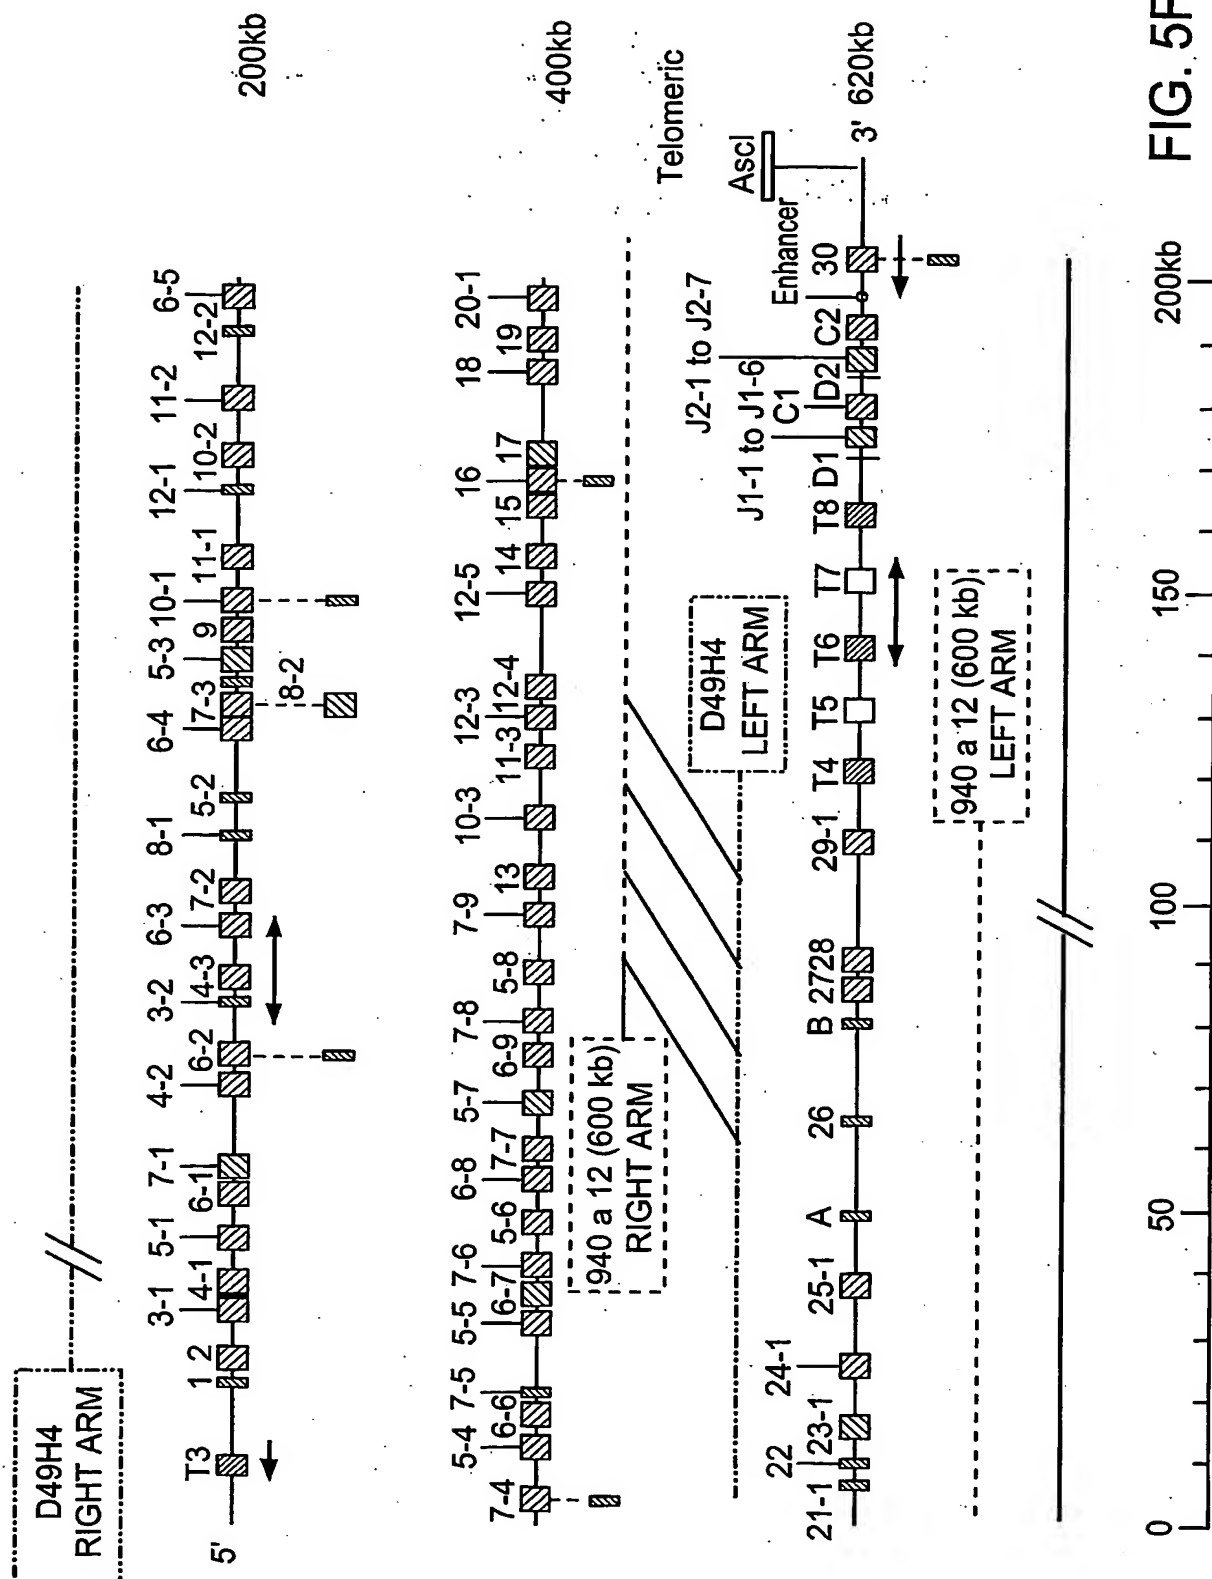 D49H4
RIGHT ARM
5' T3 1 2 3-1 4-1 5-1 6-1 7-1 4-2 6-2 3-2 4-3 6-3 7-2 8-1 5-2 6-4 7-3 8-2 5-3 9 10-1 11-1 12-1 10-2 11-2 12-2 6-5 200kb
7-4 5-4 6-6 7-5 5-5 6-7 7-6 5-6 6-8 7-7 5-7 6-9 7-8 5-8 7-9 13 10-3 11-3 12-3 12-4 12-5 14 15 16 17 18 19 20-1 400kb
940 a 12 (600 kb)
RIGHT ARM
Telomeric
D49H4
LEFT ARM
21-1 22 23-1 24-1 25-1 A 26 B 27 28 29-1 T4 T5 T6 T7 T8 D1 J1-1 to J1-6 C1 D2 J2-1 to J2-7 C2 Enhancer 30 AscI 3' 620kb
940 a 12 (600 kb)
LEFT ARM
0 50 100 150 200kb
FIG. 5F